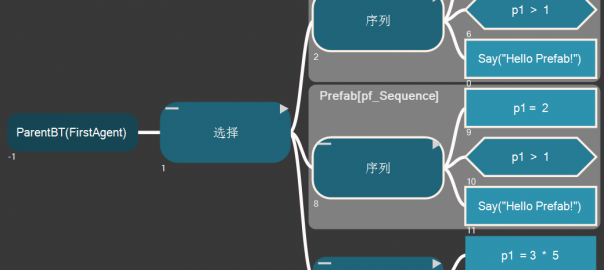 序列
p1 > 1
2
6
Say("Hello Prefab!")
0
Prefab[pf_Sequence]
p1 = 2
ParentBT(FirstAgent)
-1
选择
1
9
序列
p1 > 1
8
10
Say("Hello Prefab!")
11
p1 = 3 * 5